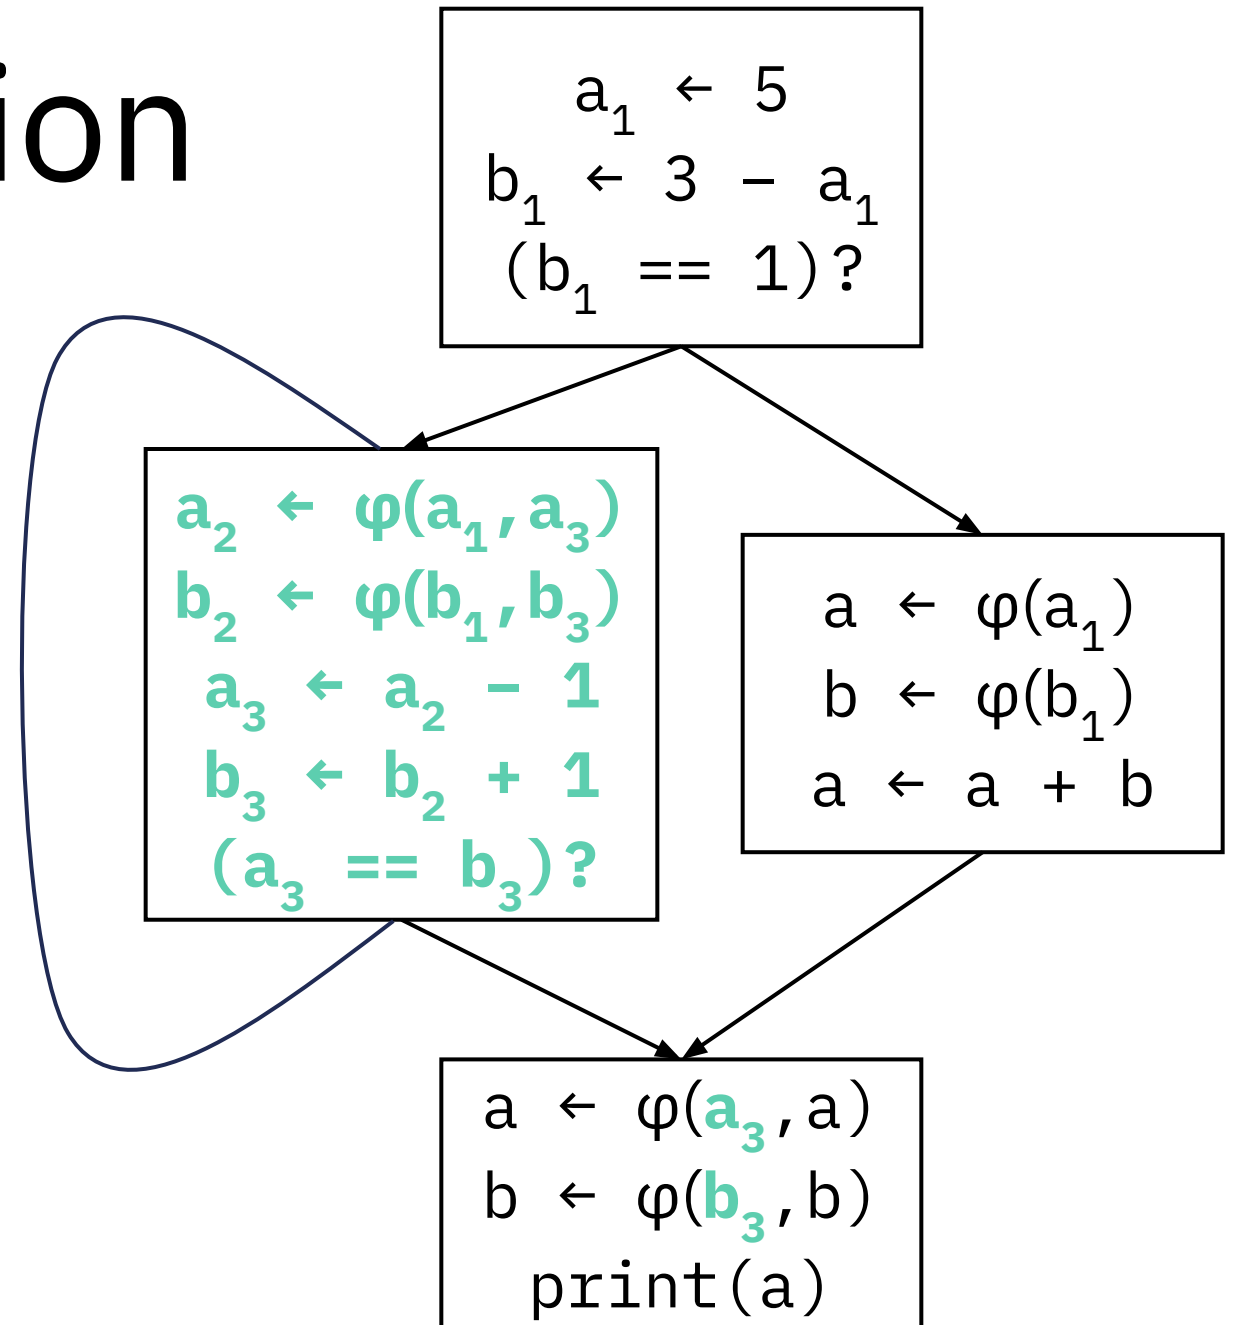 ion
a₁ ← 5
b₁ ← 3 - a₁
(b₁ == 1)?
a₂ ← φ(a₁,a₃)
b₂ ← φ(b₁,b₃)
a₃ ← a₂ - 1
b₃ ← b₂ + 1
(a₃ == b₃)?
a ← φ(a₁)
b ← φ(b₁)
a ← a + b
a ← φ(a₃,a)
b ← φ(b₃,b)
print(a)